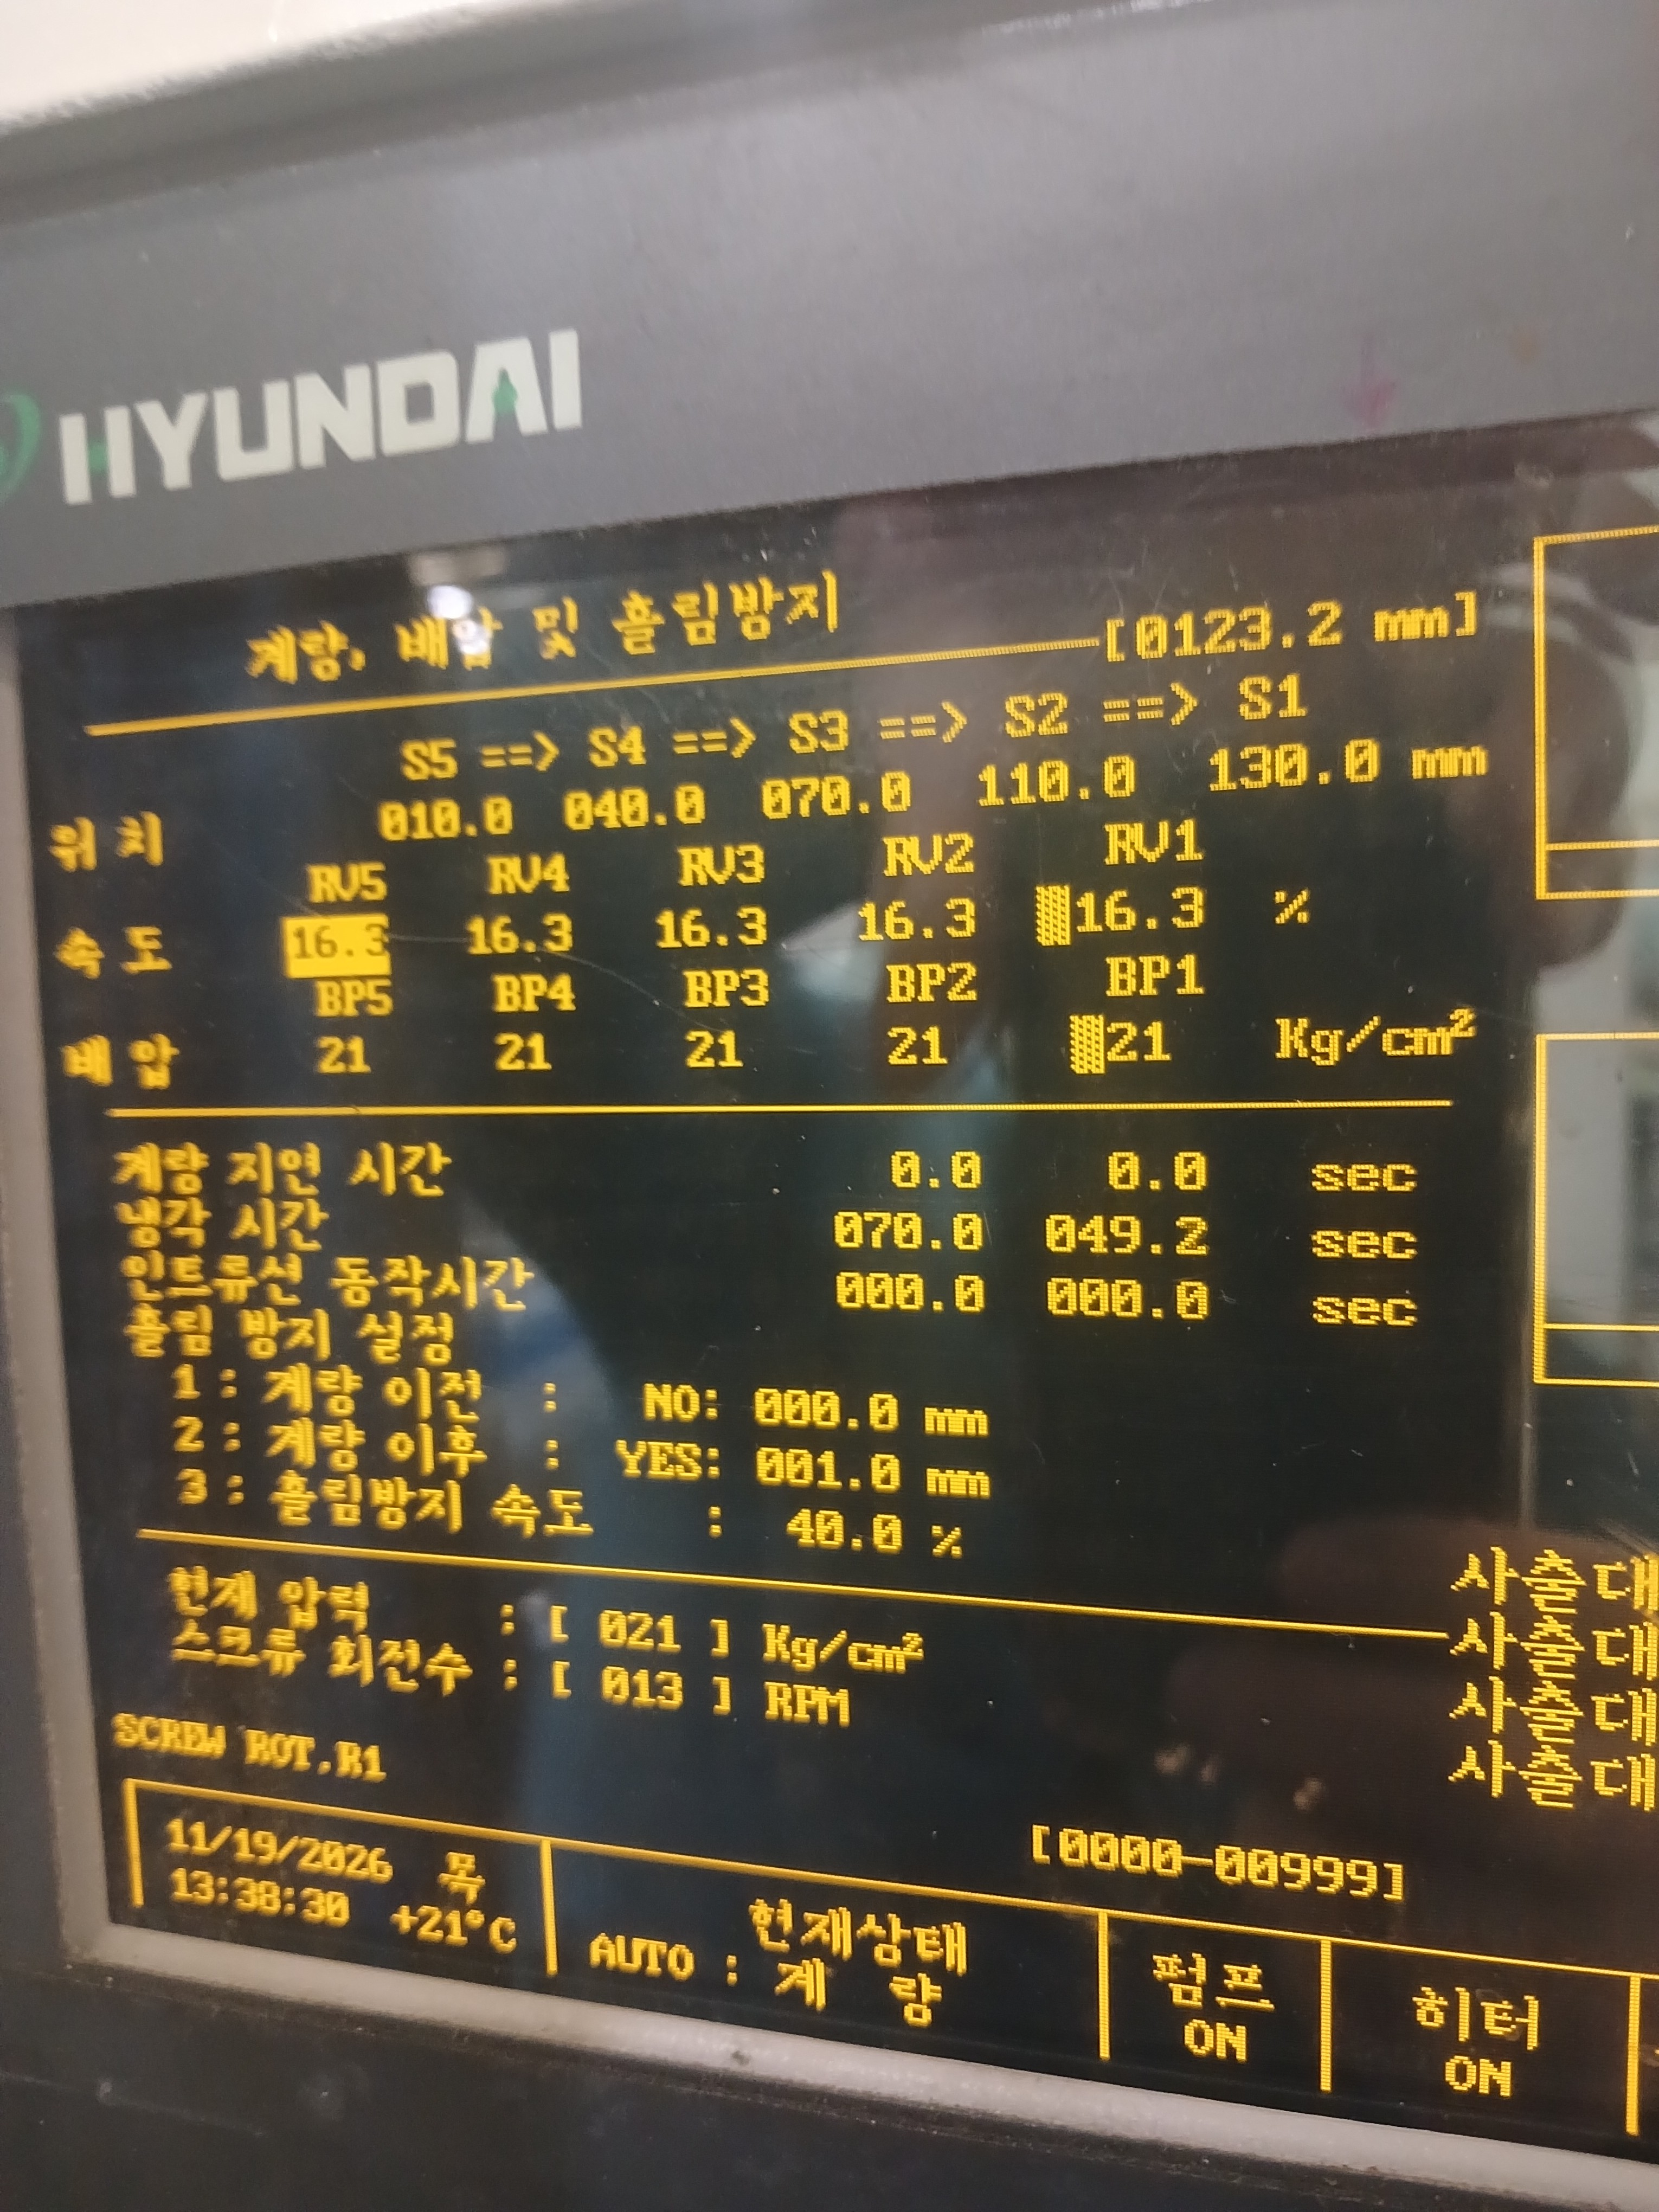 HYUNDAI
계량, 배압 및 흘림방지 [0123.2 mm]
S5 ==> S4 ==> S3 ==> S2 ==> S1
위 치 010.0 040.0 070.0 110.0 130.0 mm
RV5 RV4 RV3 RV2 RV1
속 도 16.3 16.3 16.3 16.3 16.3 %
BP5 BP4 BP3 BP2 BP1
배 압 21 21 21 21 21 Kg/cm²
계량 지연 시간 0.0 0.0 sec
냉각 시간 070.0 049.2 sec
인트류션 동작시간 000.0 000.0 sec
흘림 방지 설정
1 : 계량 이전 : NO: 000.0 mm
2 : 계량 이후 : YES: 001.0 mm
3 : 흘림방지 속도 : 40.0 %
사출대
현재 압력 : [ 021 ] Kg/cm²
사출대
스크류 회전수 : [ 013 ] RPM
사출대
사출대
SCREW ROT.R1
[0000-00999]
11/19/2026 목
13:38:30 +21°C
현재상태
AUTO : 계 량
펌프
ON
히터
ON